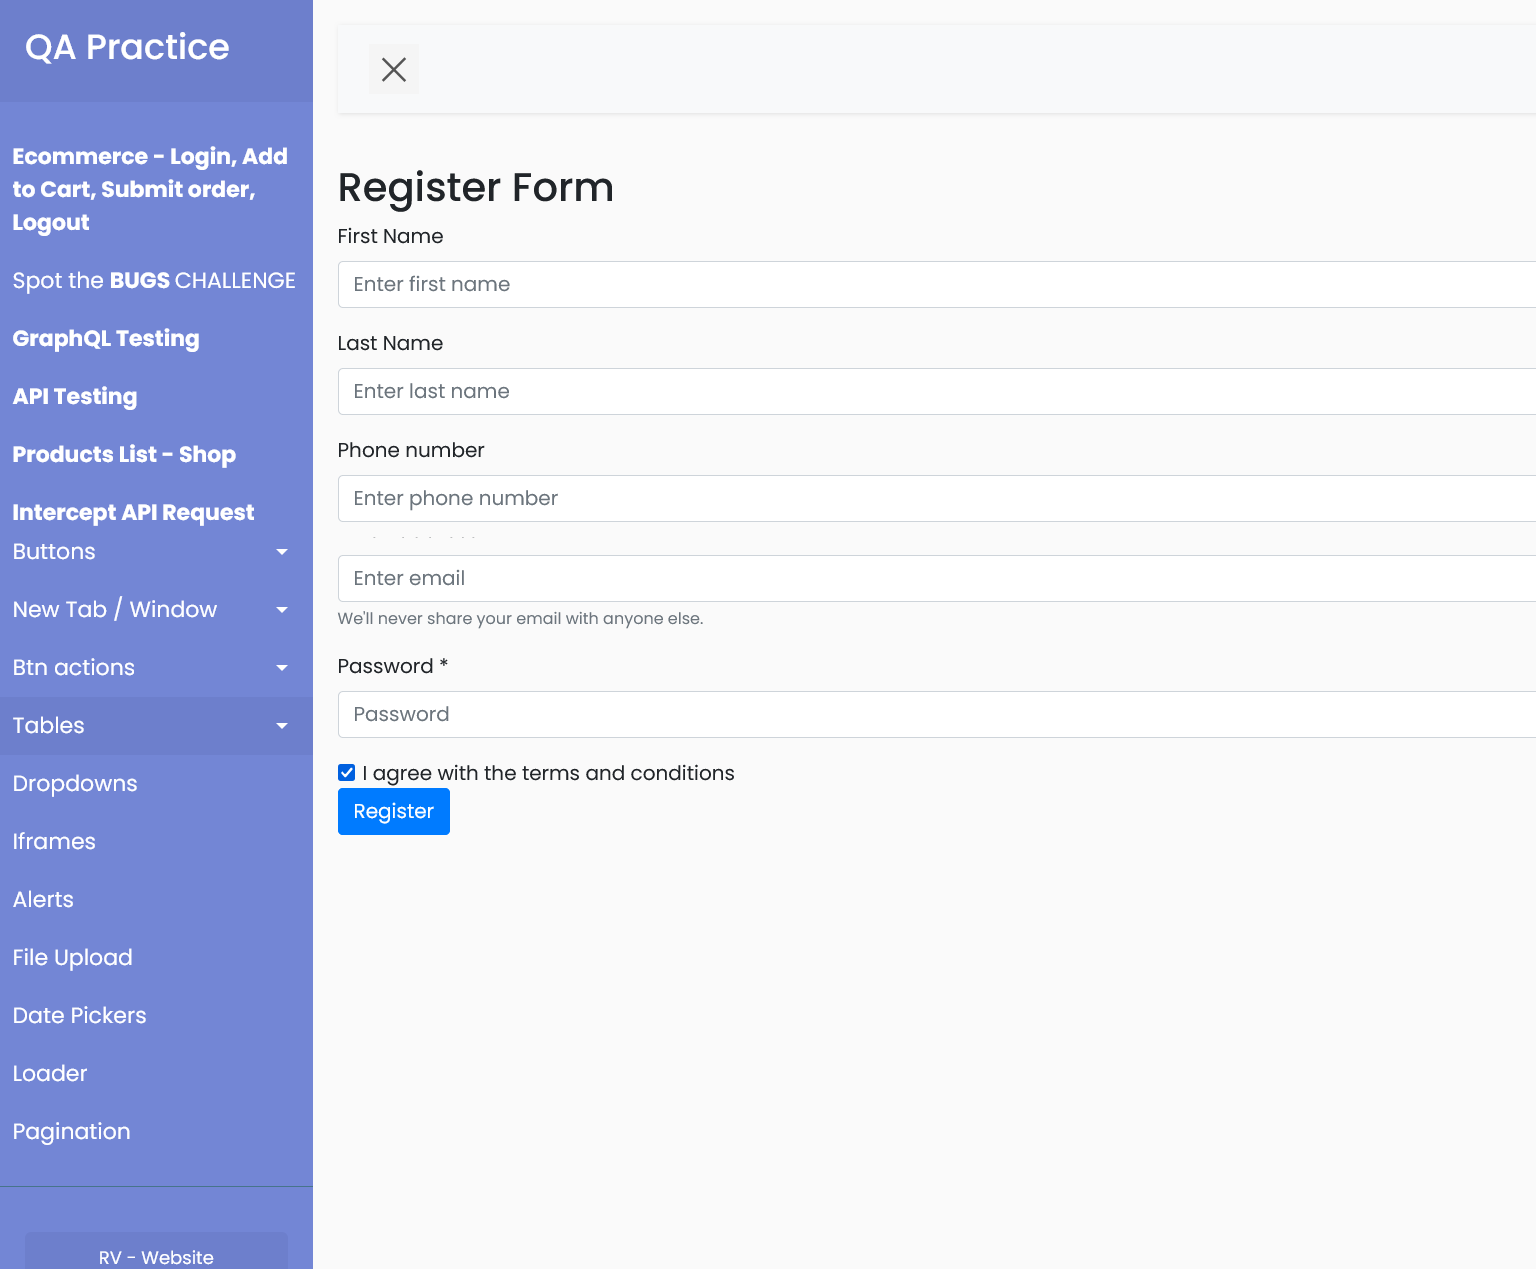 QA Practice
Ecommerce - Login, Add
to Cart, Submit order,
Logout
Spot the BUGS CHALLENGE
GraphQL Testing
API Testing
Products List - Shop
Intercept API Request
Buttons
New Tab / Window
Btn actions
Tables
Dropdowns
Iframes
Alerts
File Upload
Date Pickers
Loader
Pagination
RV - Website
Register Form
First Name
Enter first name
Last Name
Enter last name
Phone number
Enter phone number
Enter email
We'll never share your email with anyone else.
Password *
Password
I agree with the terms and conditions
Register